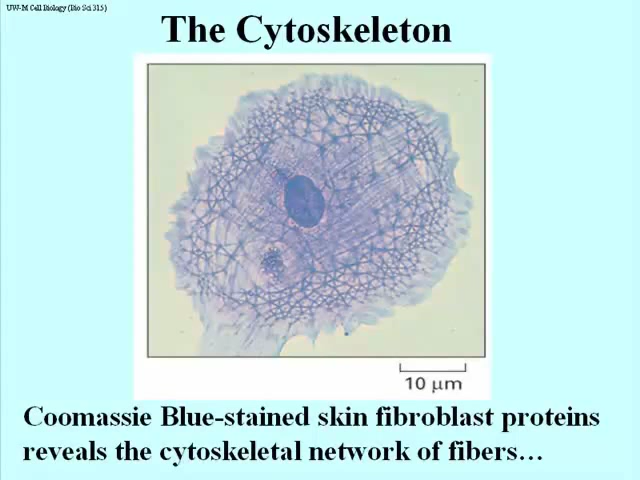 UW-M Cell Biology (Bio Sci 315)
The Cytoskeleton
10 μm
Coomassie Blue-stained skin fibroblast proteins
reveals the cytoskeletal network of fibers…